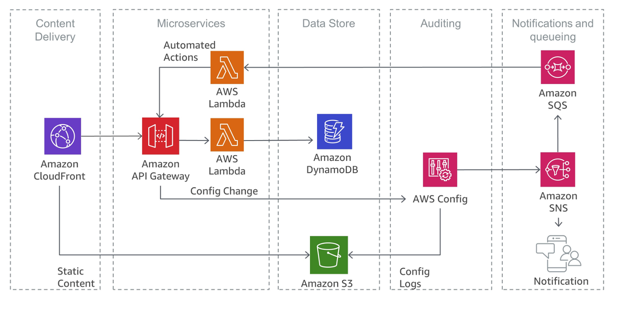 Content
Delivery
Microservices
Data Store
Auditing
Notifications and
queueing
Automated
Actions
AWS
Lambda
Amazon
SQS
Amazon
CloudFront
Amazon
API Gateway
AWS
Lambda
Amazon
DynamoDB
Config Change
AWS Config
Amazon
SNS
Static
Content
Amazon S3
Config
Logs
Notification